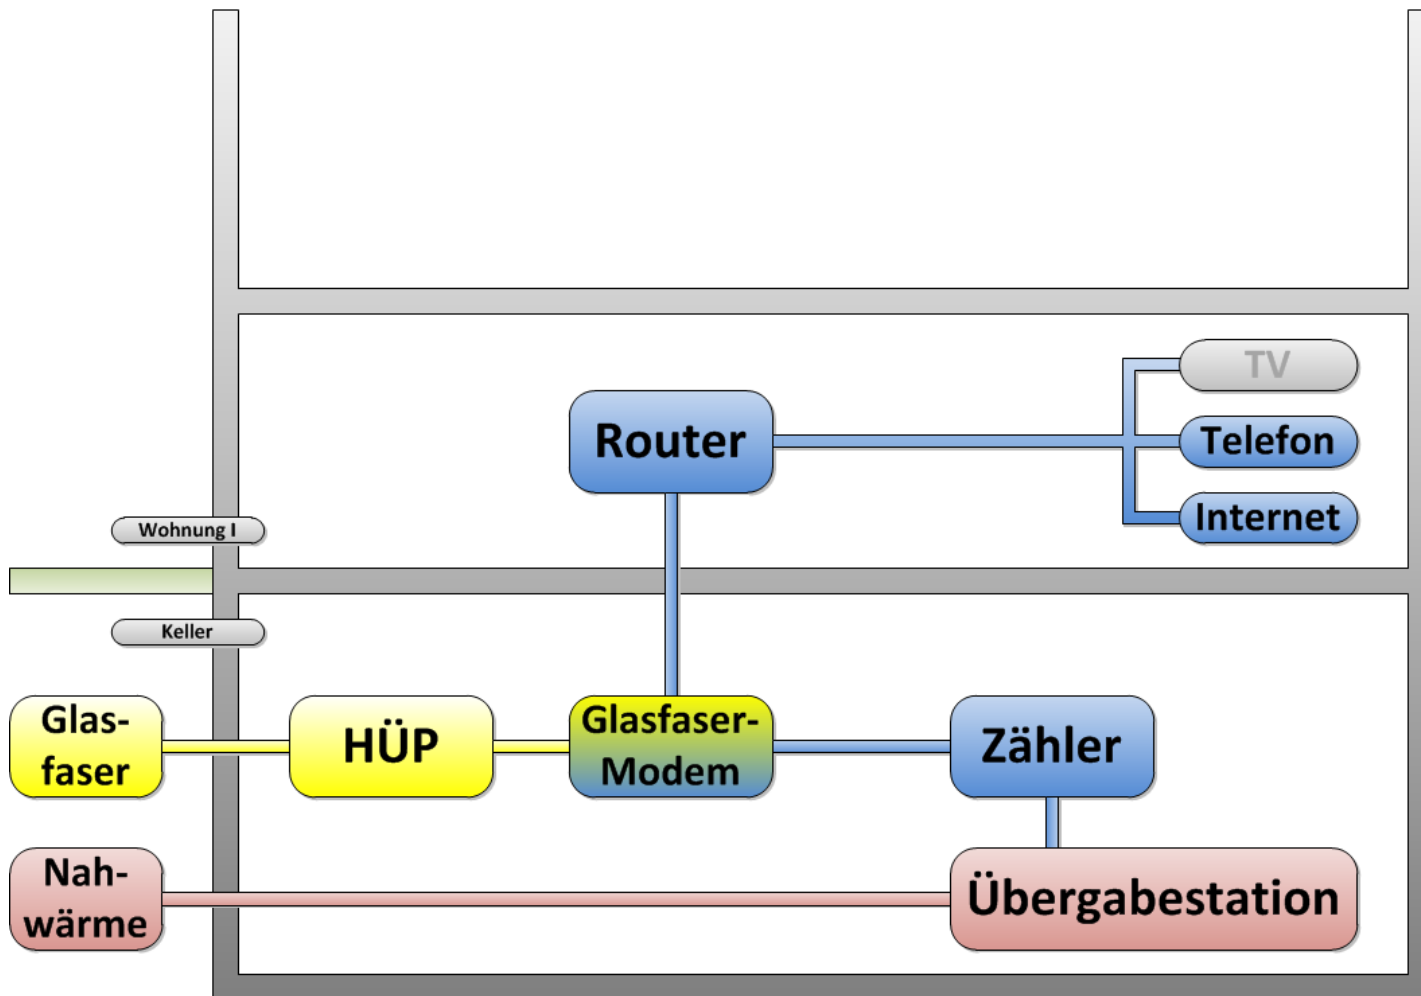 TV
Router
Telefon
Internet
Wohnung I
Keller
Glas-
faser
HÜP
Glasfaser-
Modem
Zähler
Nah-
wärme
Übergabestation